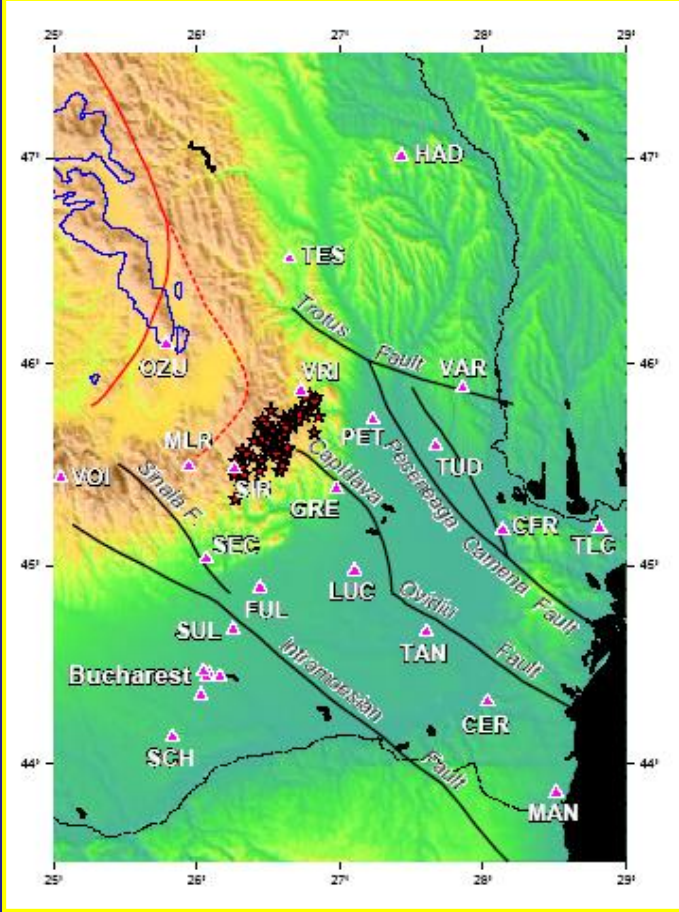 25° 26° 27° 28° 29°
47° HAD 47°
TES
Trotus Fault
46° OZU VRI VAR 46°
MLR PET TUD
VOI SIR Capidava Peceneaga
Sinaia F. GRE CFR TLC
45° SEC Camena Fault 45°
FUL LUC Ovidiu
SUL TAN Fault
Bucharest Intramoesian
CER
SCH
44° Fault 44°
MAN
25° 26° 27° 28° 29°